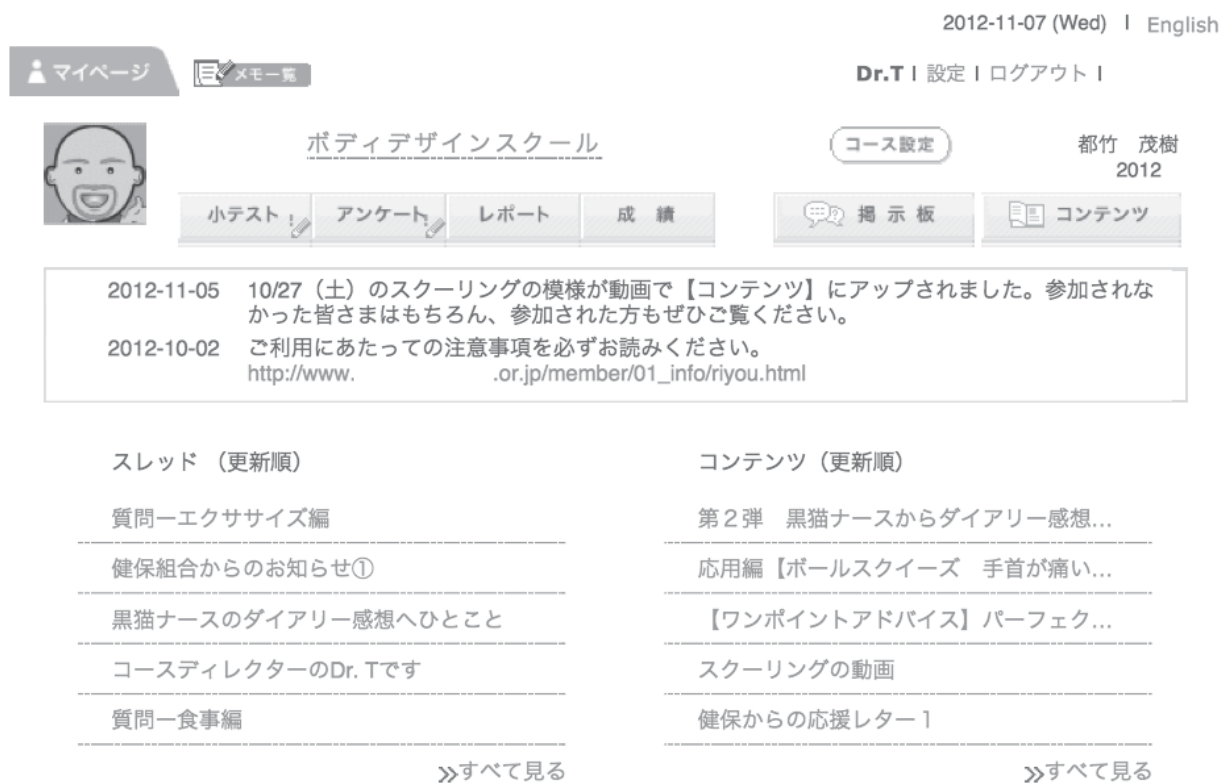 2012-11-07 (Wed) | English
マイページ メモ一覧 Dr.T | 設定 | ログアウト |
ボディデザインスクール コース設定 都竹 茂樹
2012
小テスト アンケート レポート 成績 掲示板 コンテンツ
2012-11-05 10/27（土）のスクーリングの模様が動画で【コンテンツ】にアップされました。参加されな
かった皆さまはもちろん、参加された方もぜひご覧ください。
2012-10-02 ご利用にあたっての注意事項を必ずお読みください。
http://www. .or.jp/member/01_info/riyou.html
スレッド （更新順）
質問ーエクササイズ編
健保組合からのお知らせ①
黒猫ナースのダイアリー感想へひとこと
コースディレクターのDr. Tです
質問ー食事編
≫すべて見る
コンテンツ（更新順）
第２弾 黒猫ナースからダイアリー感想...
応用編【ボールスクイーズ 手首が痛い...
【ワンポイントアドバイス】パーフェク...
スクーリングの動画
健保からの応援レター１
≫すべて見る